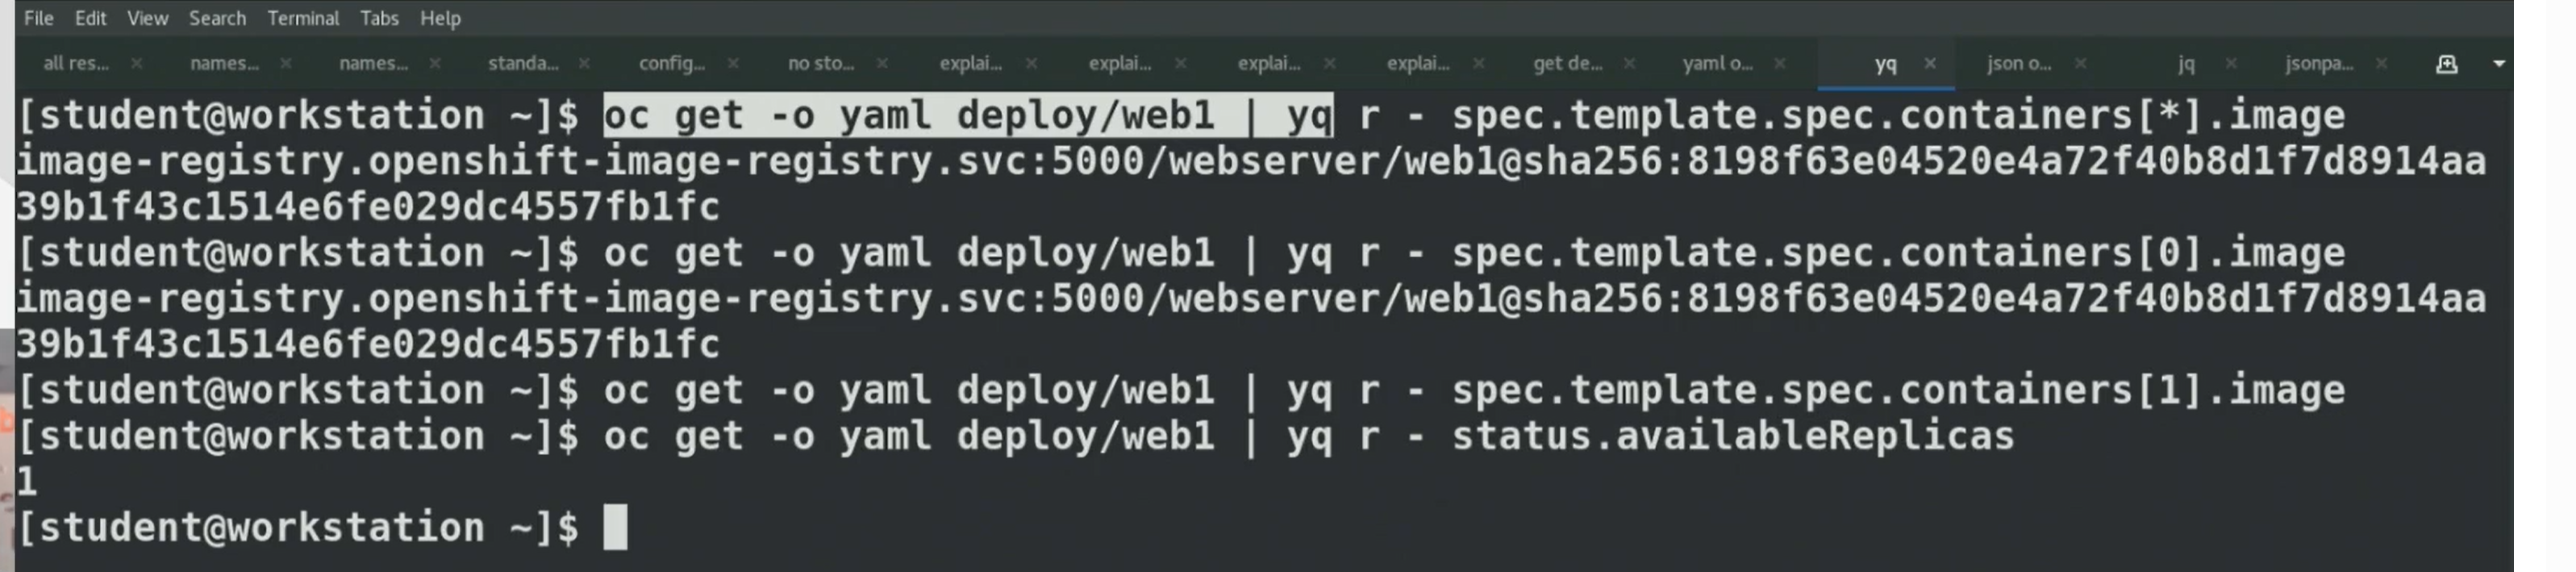 File Edit View Search Terminal Tabs Help
all res... names... names... standa... config... no sto... explai... explai... explai... explai... get de... yaml o... yq json o... jq jsonpa...
[student@workstation ~]$ oc get -o yaml deploy/web1 | yq r - spec.template.spec.containers[*].image
image-registry.openshift-image-registry.svc:5000/webserver/web1@sha256:8198f63e04520e4a72f40b8d1f7d8914aa
39b1f43c1514e6fe029dc4557fb1fc
[student@workstation ~]$ oc get -o yaml deploy/web1 | yq r - spec.template.spec.containers[0].image
image-registry.openshift-image-registry.svc:5000/webserver/web1@sha256:8198f63e04520e4a72f40b8d1f7d8914aa
39b1f43c1514e6fe029dc4557fb1fc
[student@workstation ~]$ oc get -o yaml deploy/web1 | yq r - spec.template.spec.containers[1].image
[student@workstation ~]$ oc get -o yaml deploy/web1 | yq r - status.availableReplicas
1
[student@workstation ~]$